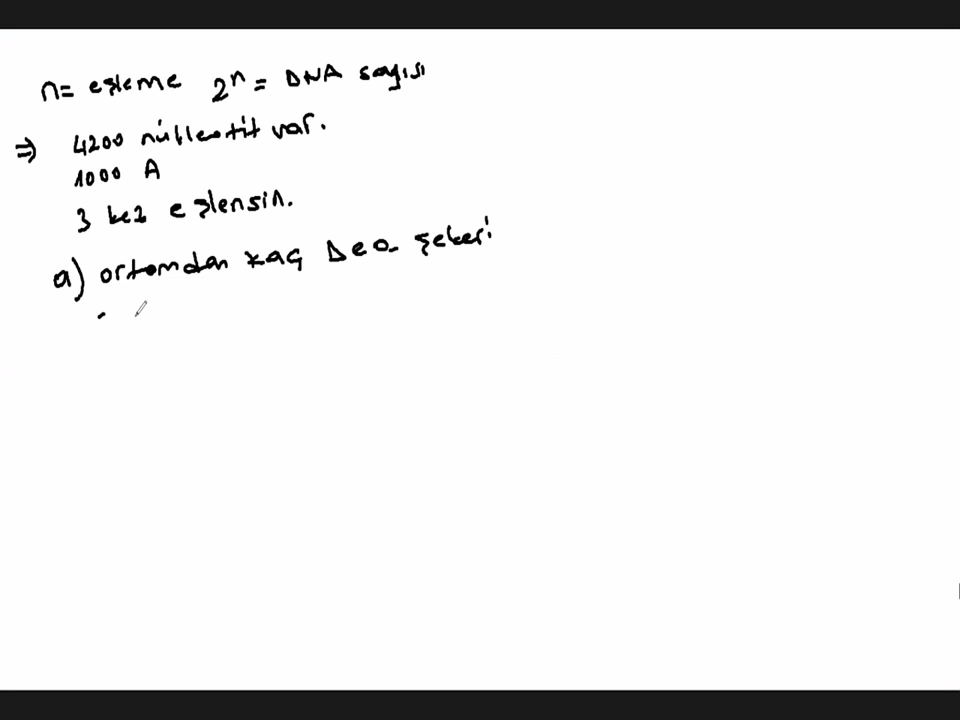 n= eşleme 2ⁿ = DNA sayısı
⇒ 4200 nükleotit var.
1000 A
3 kez eşlensin.
a) ortamdan kaç Deo. şekeri